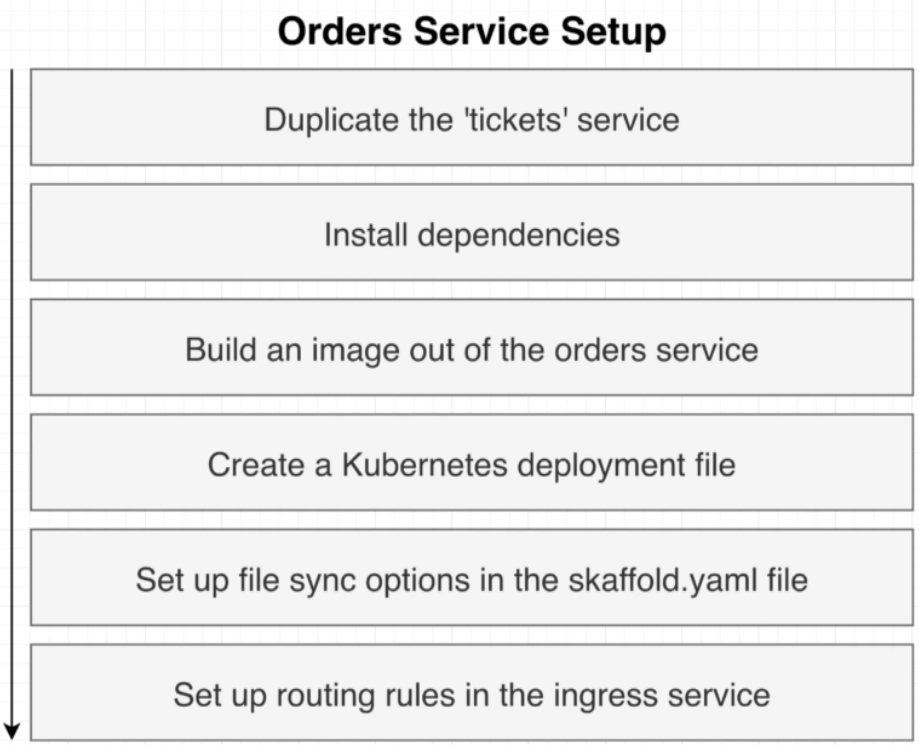 Orders Service Setup
Duplicate the 'tickets' service
Install dependencies
Build an image out of the orders service
Create a Kubernetes deployment file
Set up file sync options in the skaffold.yaml file
Set up routing rules in the ingress service